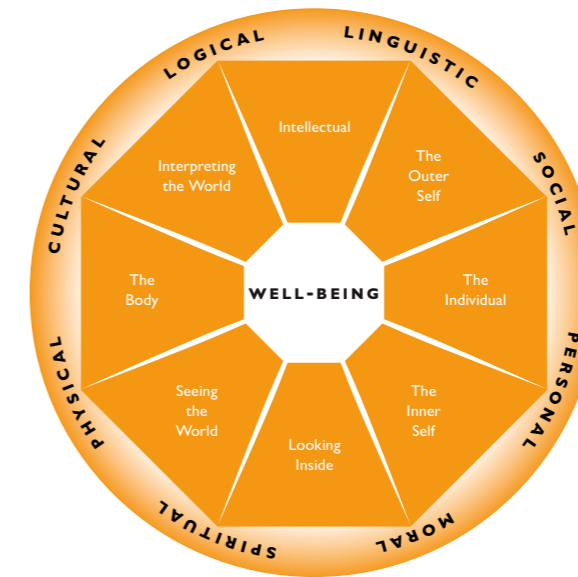 LOGICAL
LINGUISTIC
SOCIAL
PERSONAL
MORAL
SPIRITUAL
PHYSICAL
CULTURAL
Intellectual
The
Outer
Self
The
Individual
The
Inner
Self
Looking
Inside
Seeing
the
World
The
Body
Interpreting
the World
WELL-BEING